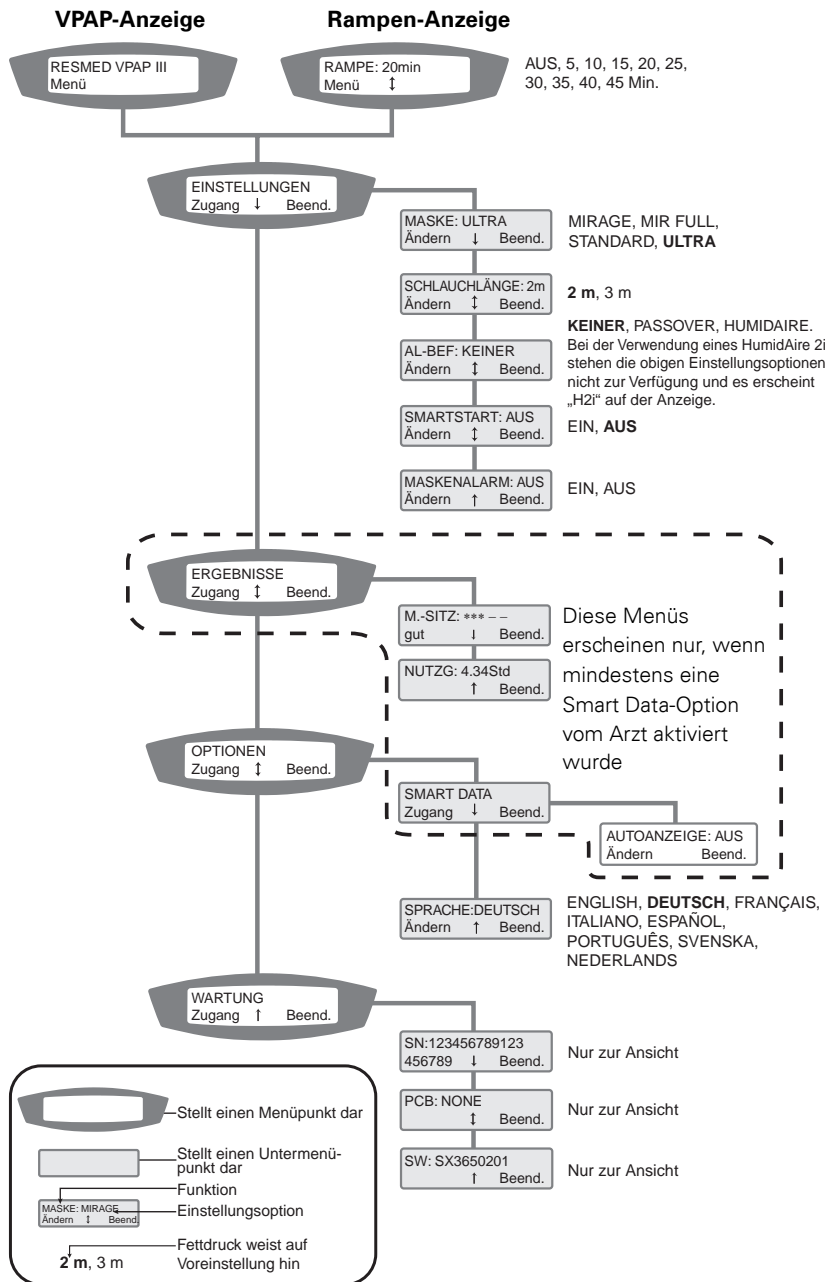 VPAP-Anzeige
Rampen-Anzeige
RESMED VPAP III
Menü
RAMPE: 20min
Menü ↕
AUS, 5, 10, 15, 20, 25,
30, 35, 40, 45 Min.
EINSTELLUNGEN
Zugang ↓ Beend.
MASKE: ULTRA
Ändern ↓ Beend.
MIRAGE, MIR FULL,
STANDARD, ULTRA
SCHLAUCHLÄNGE: 2m
Ändern ↕ Beend.
2 m, 3 m
AL-BEF: KEINER
Ändern ↕ Beend.
KEINER, PASSOVER, HUMIDAIRE.
Bei der Verwendung eines HumidAire 2i
stehen die obigen Einstellungsoptionen
nicht zur Verfügung und es erscheint
„H2i“ auf der Anzeige.
SMARTSTART: AUS
Ändern ↕ Beend.
EIN, AUS
MASKENALARM: AUS
Ändern ↑ Beend.
EIN, AUS
ERGEBNISSE
Zugang ↕ Beend.
M.-SITZ: *** – –
gut ↓ Beend.
NUTZG: 4.34Std
↑ Beend.
Diese Menüs
erscheinen nur, wenn
mindestens eine
Smart Data-Option
vom Arzt aktiviert
wurde
OPTIONEN
Zugang ↕ Beend.
SMART DATA
Zugang ↓ Beend.
AUTOANZEIGE: AUS
Ändern Beend.
SPRACHE:DEUTSCH
Ändern ↑ Beend.
ENGLISH, DEUTSCH, FRANÇAIS,
ITALIANO, ESPAÑOL,
PORTUGUÊS, SVENSKA,
NEDERLANDS
WARTUNG
Zugang ↑ Beend.
SN:123456789123
456789 ↓ Beend.
Nur zur Ansicht
PCB: NONE
↕ Beend.
Nur zur Ansicht
SW: SX3650201
↑ Beend.
Nur zur Ansicht
Stellt einen Menüpunkt dar
Stellt einen Untermenü-
punkt dar
Funktion
MASKE: MIRAGE
Ändern ↕ Beend.
Einstellungsoption
2 m, 3 m
Fettdruck weist auf
Voreinstellung hin